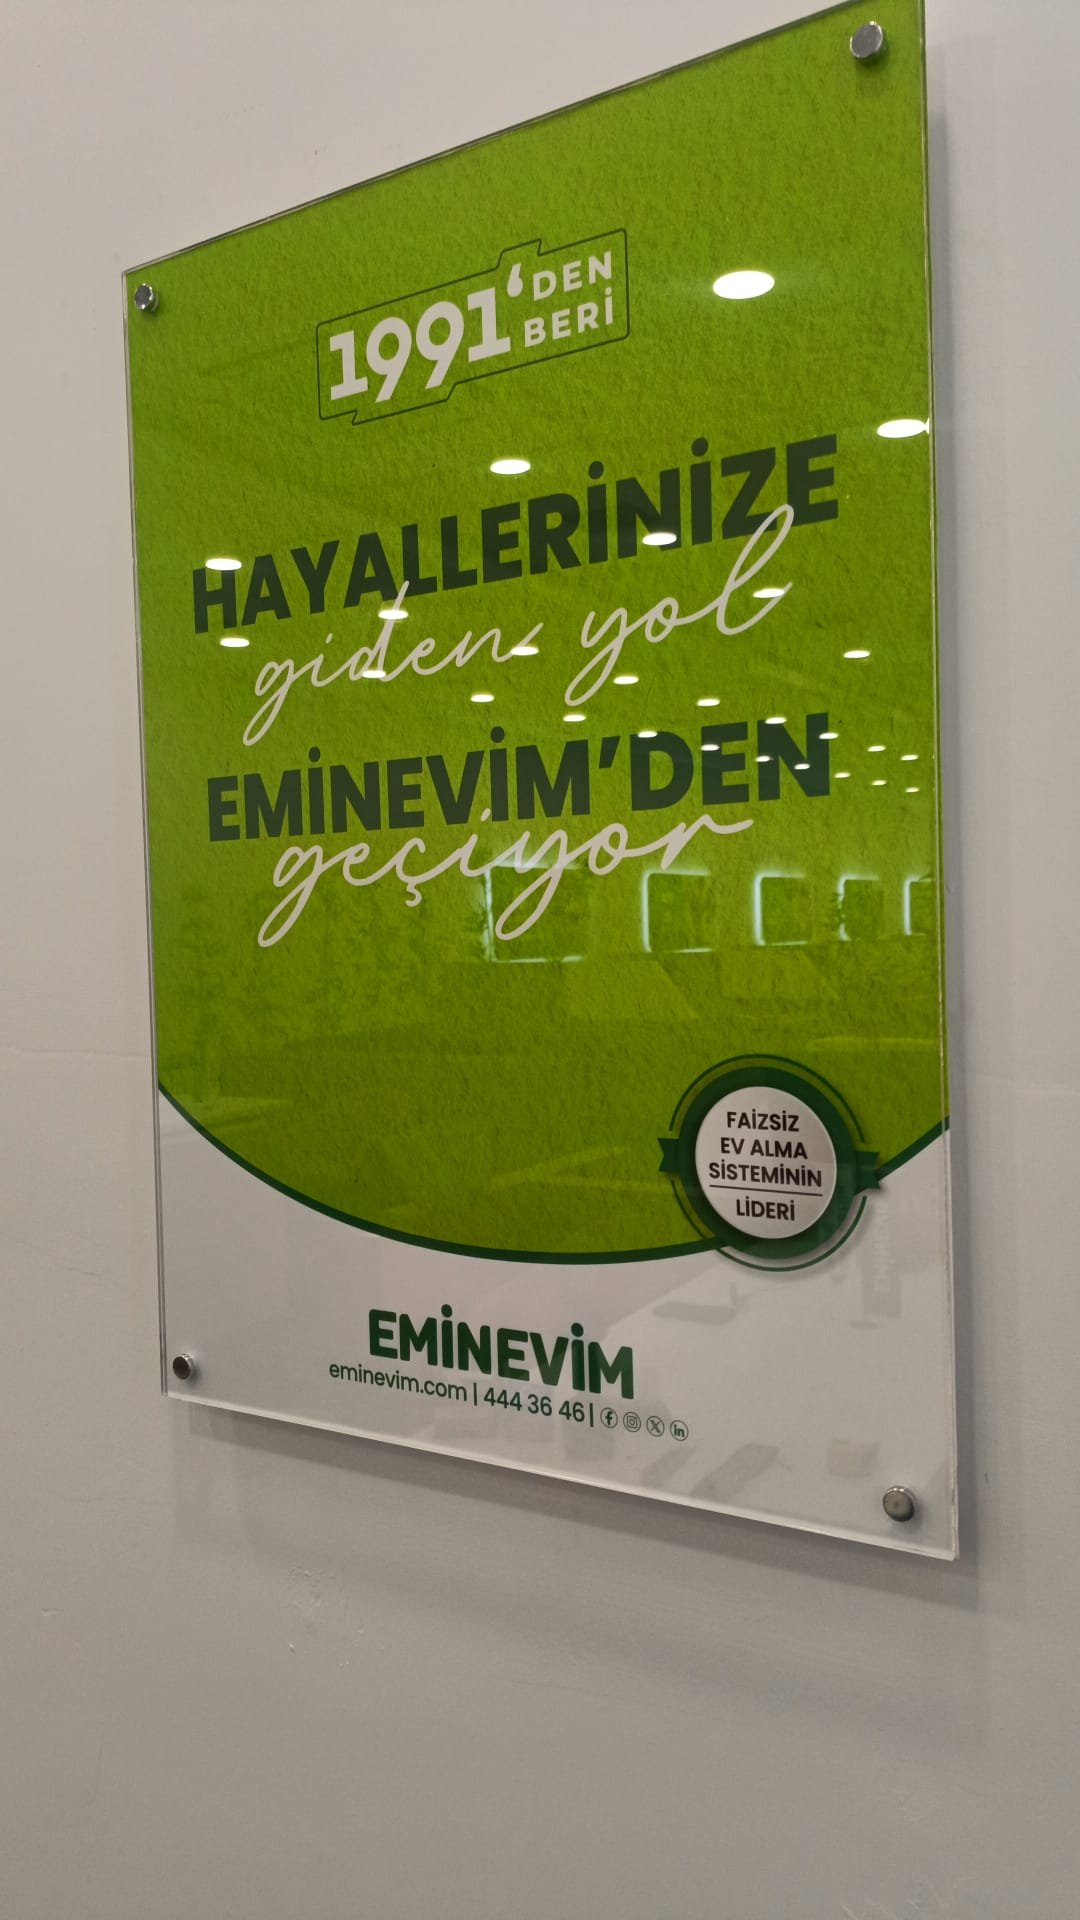 1991'DEN
BERİ
HAYALLERİNİZE
giden yol
EMİNEVİM'DEN
geçiyor
FAİZSİZ
EV ALMA
SİSTEMİNİN
LİDERİ
EMİNEVİM
eminevim.com | 444 36 46 |